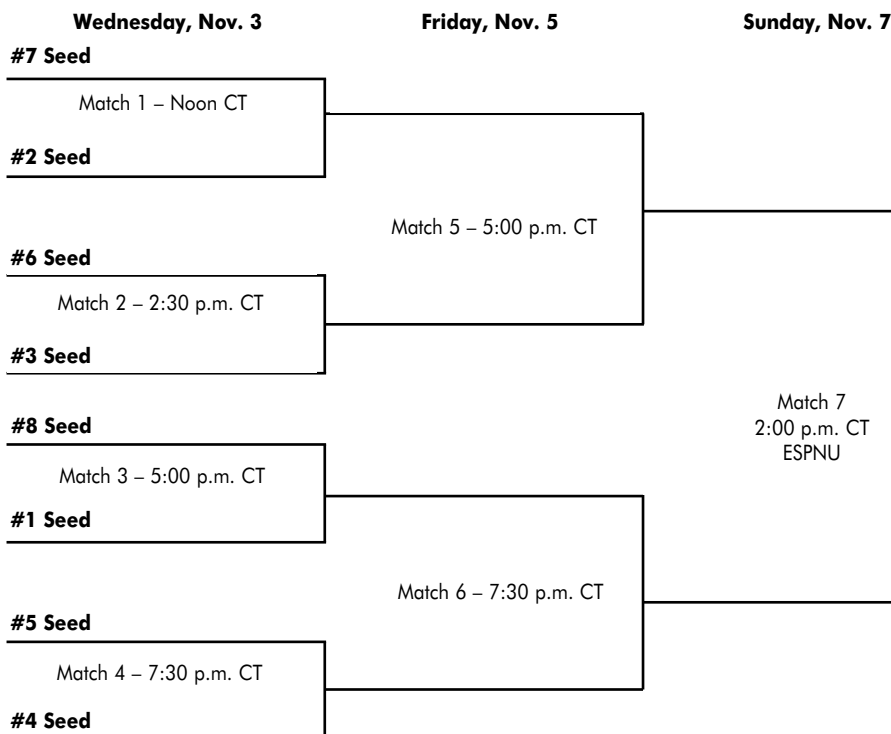 Wednesday, Nov. 3
Friday, Nov. 5
Sunday, Nov. 7
#7 Seed
Match 1 – Noon CT
#2 Seed
Match 5 – 5:00 p.m. CT
#6 Seed
Match 2 – 2:30 p.m. CT
#3 Seed
Match 7
2:00 p.m. CT
ESPNU
#8 Seed
Match 3 – 5:00 p.m. CT
#1 Seed
Match 6 – 7:30 p.m. CT
#5 Seed
Match 4 – 7:30 p.m. CT
#4 Seed